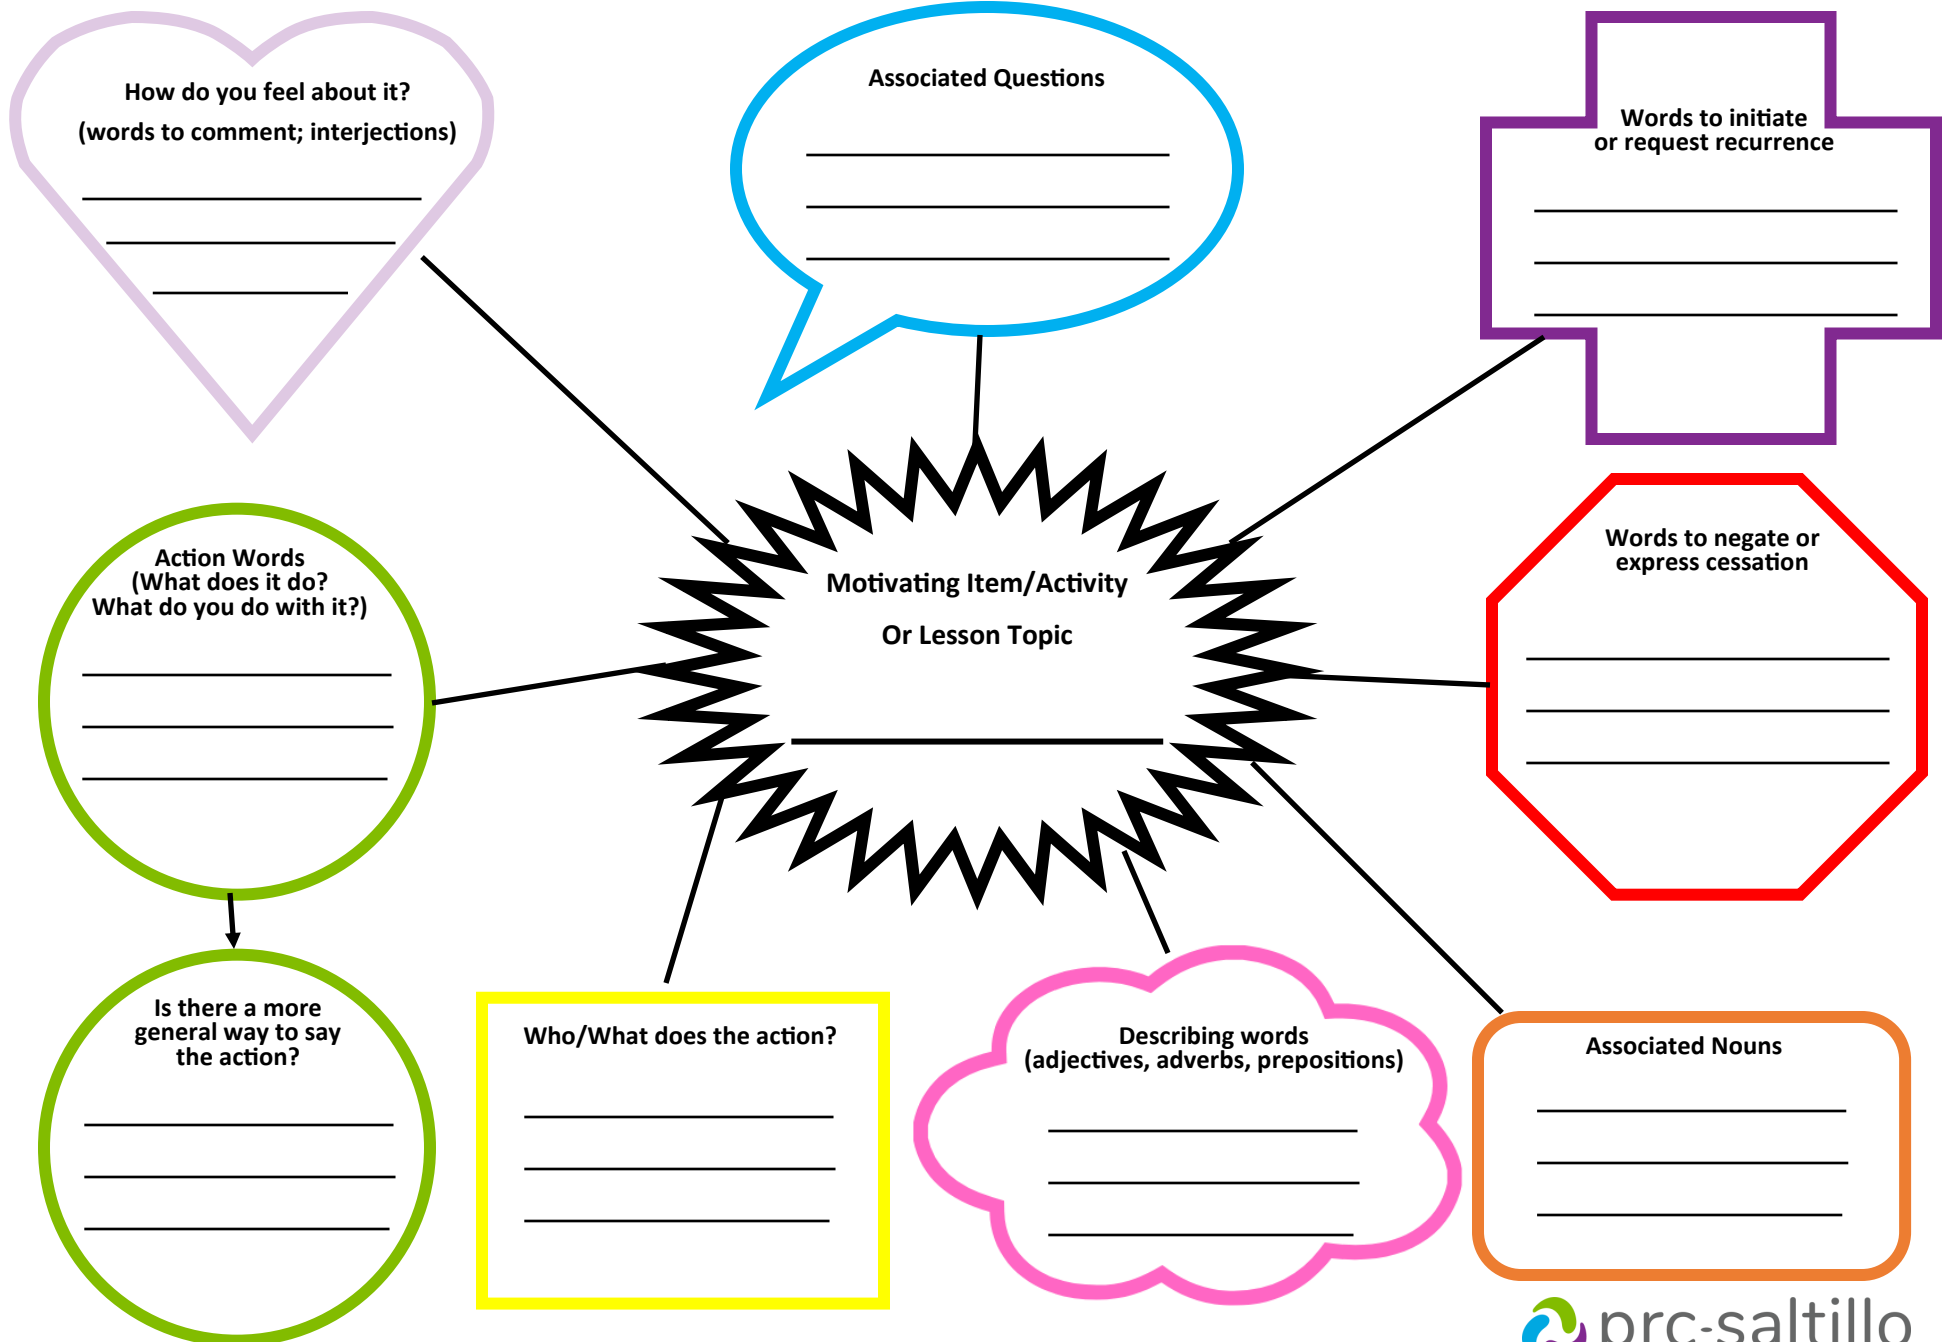 How do you feel about it?
(words to comment; interjections)
Associated Questions
Words to initiate
or request recurrence
Action Words
(What does it do?
What do you do with it?)
Motivating Item/Activity
Or Lesson Topic
Words to negate or
express cessation
Is there a more
general way to say
the action?
Who/What does the action?
Describing words
(adjectives, adverbs, prepositions)
Associated Nouns
prc-saltillo